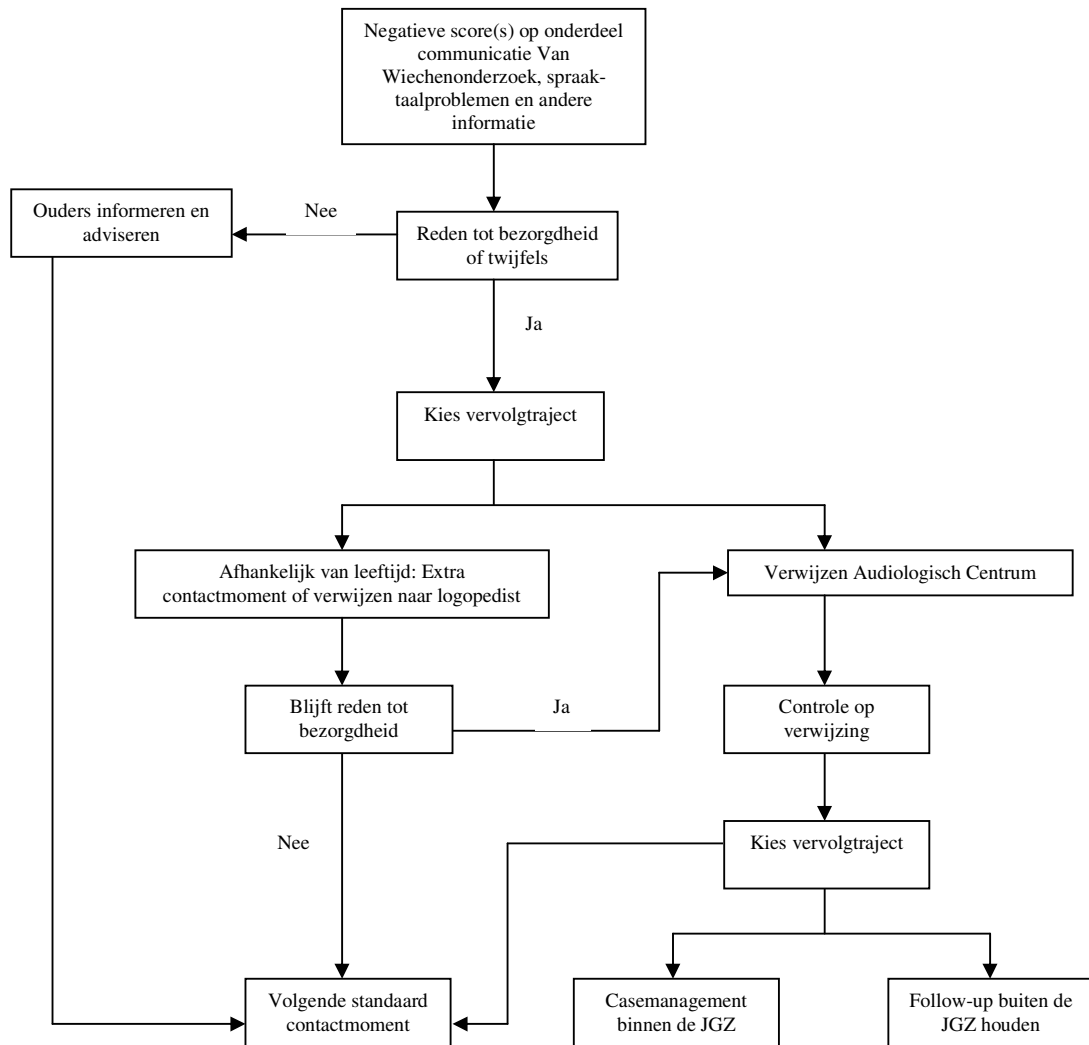 Negatieve score(s) op onderdeel
communicatie Van
Wiechenonderzoek, spraak-
taalproblemen en andere
informatie
Ouders informeren en
adviseren
Nee
Reden tot bezorgdheid
of twijfels
Ja
Kies vervolgtraject
Afhankelijk van leeftijd: Extra
contactmoment of verwijzen naar logopedist
Verwijzen Audiologisch Centrum
Blijft reden tot
bezorgdheid
Ja
Controle op
verwijzing
Nee
Kies vervolgtraject
Volgende standaard
contactmoment
Casemanagement
binnen de JGZ
Follow-up buiten de
JGZ houden